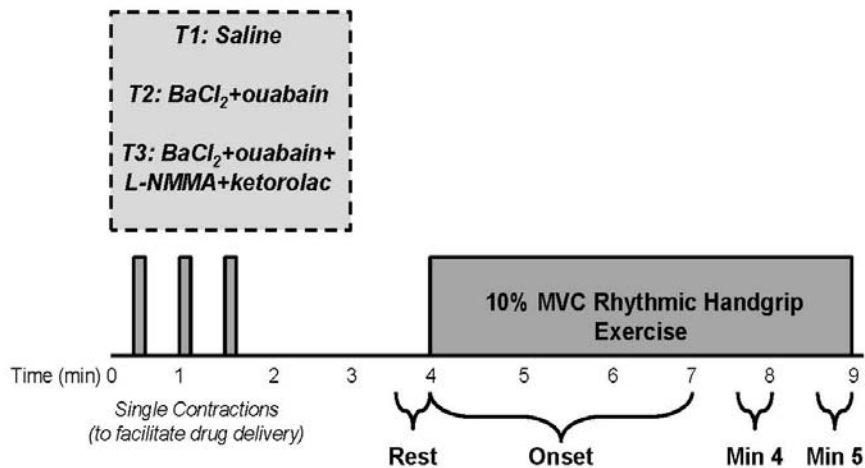 T1: Saline
T2: BaCl₂+ouabain
T3: BaCl₂+ouabain+
L-NMMA+ketorolac
10% MVC Rhythmic Handgrip
Exercise
Time (min) 0 1 2 3 4 5 6 7 8 9
Single Contractions
(to facilitate drug delivery)
Rest Onset Min 4 Min 5